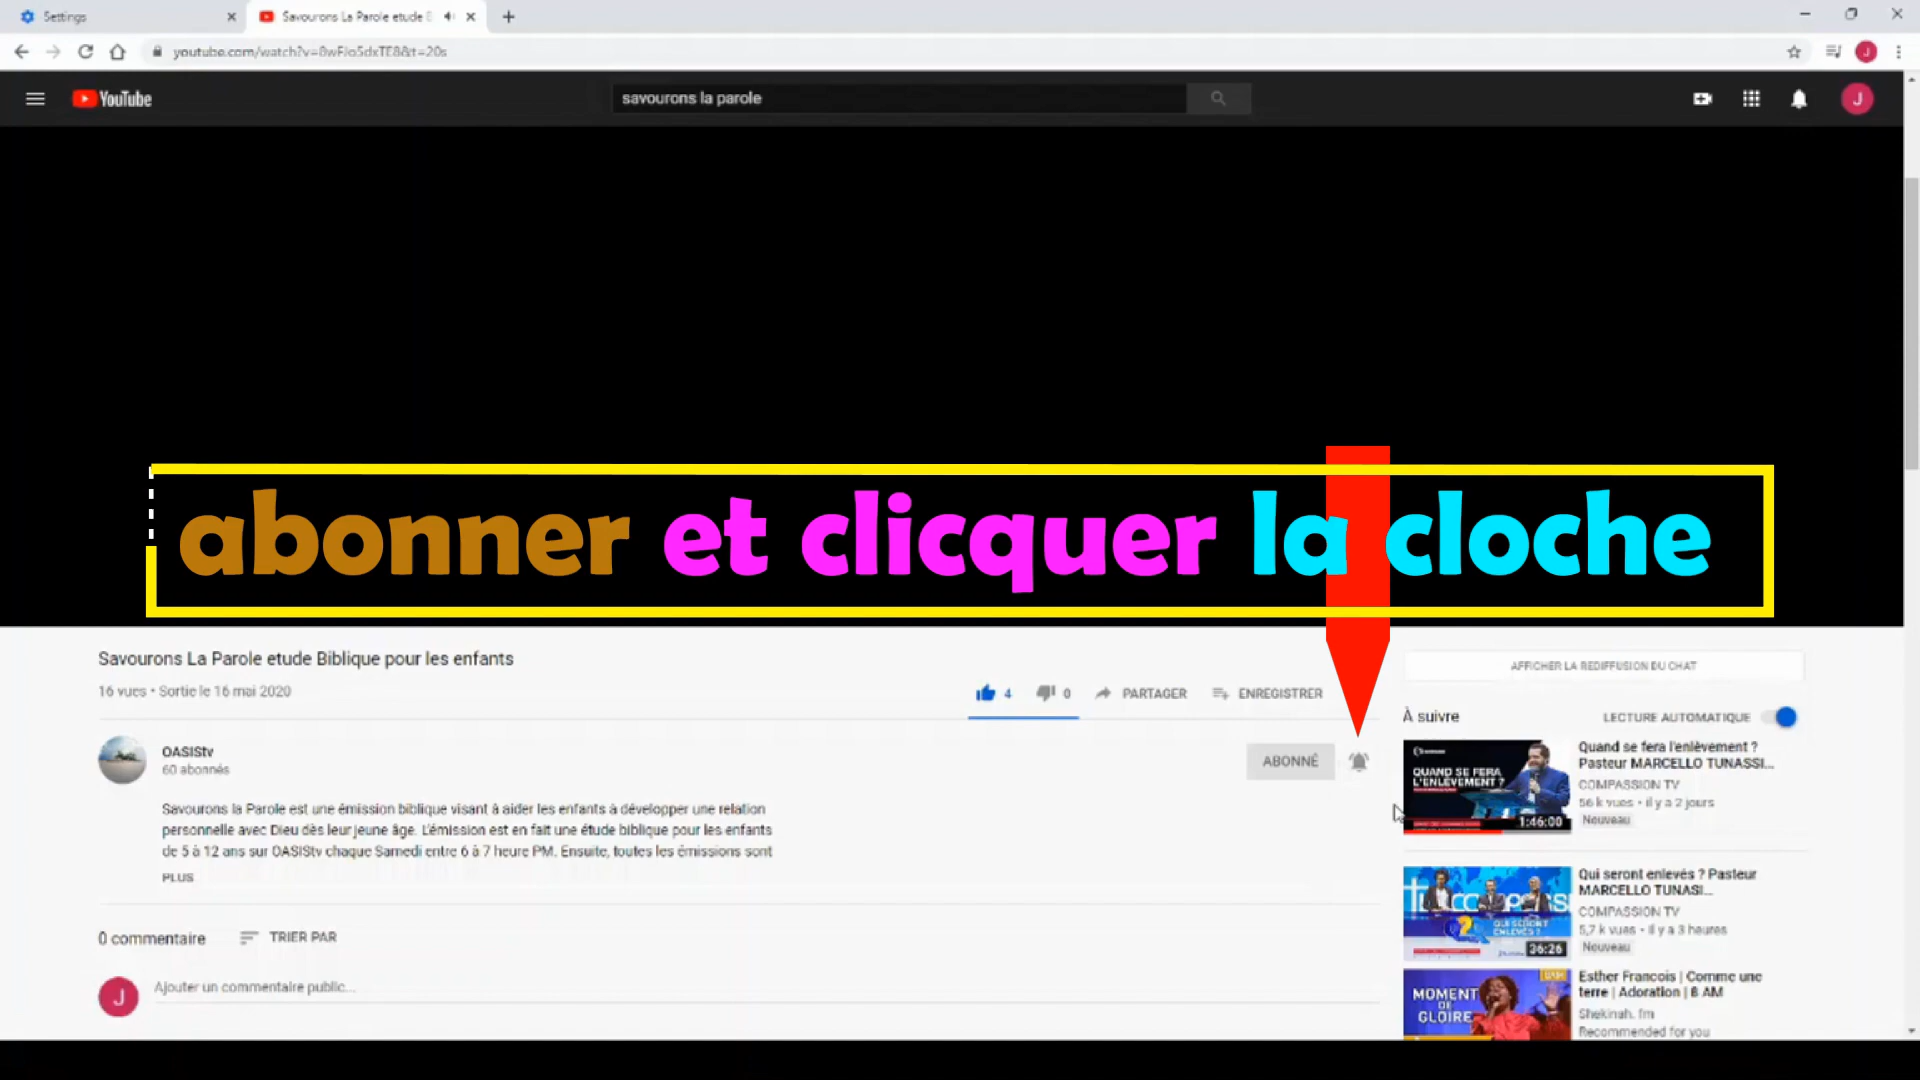 Settings
Savourons La Parole etude E
youtube.com/watch?v=
YouTube
savourons la parole
J
abonner et clicquer la cloche
Savourons La Parole etude Biblique pour les enfants
16 vues • Sortie le 16 mai 2020
4
0
PARTAGER
ENREGISTRER
OASIStv
60 abonnés
ABONNÉ
Savourons la Parole est une émission biblique visant à aider les enfants à développer une relation
personnelle avec Dieu dès leur jeune âge. L'émission est en fait une étude biblique pour les enfants
de 5 à 12 ans sur OASIStv chaque Samedi entre 6 à 7 heure PM. Ensuite, toutes les émissions sont
PLUS
0 commentaire
TRIER PAR
J
Ajouter un commentaire public...
AFFICHER LA REDIFFUSION DU CHAT
À suivre
LECTURE AUTOMATIQUE
QUAND SE FERA
L'ENLÈVEMENT ?
1:46:00
Quand se fera l'enlèvement ?
Pasteur MARCELLO TUNASSI...
COMPASSION TV
56 k vues • il y a 2 jours
Nouveau
QUI SERONT
ENLEVÉS ?
36:26
Qui seront enlevés ? Pasteur
MARCELLO TUNASI...
COMPASSION TV
5,7 k vues • il y a 3 heures
Nouveau
MOMENT
DE
GLOIRE
Esther Francois | Comme une
terre | Adoration | 8 AM
Shekinah. fm
Recommended for you